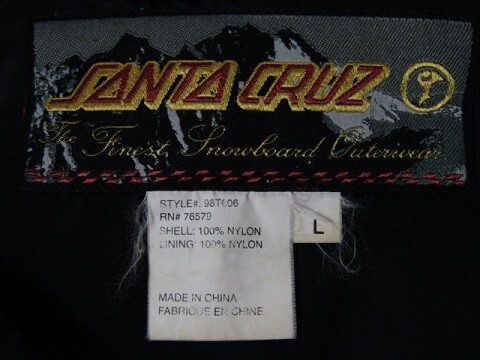 SANTA CRUZ
The Finest Snowboard Outerwear.
STYLE#: 98T606
RN# 76579
SHELL: 100% NYLON
LINING: 100% NYLON
L
MADE IN CHINA
FABRIQUE EN CHINE